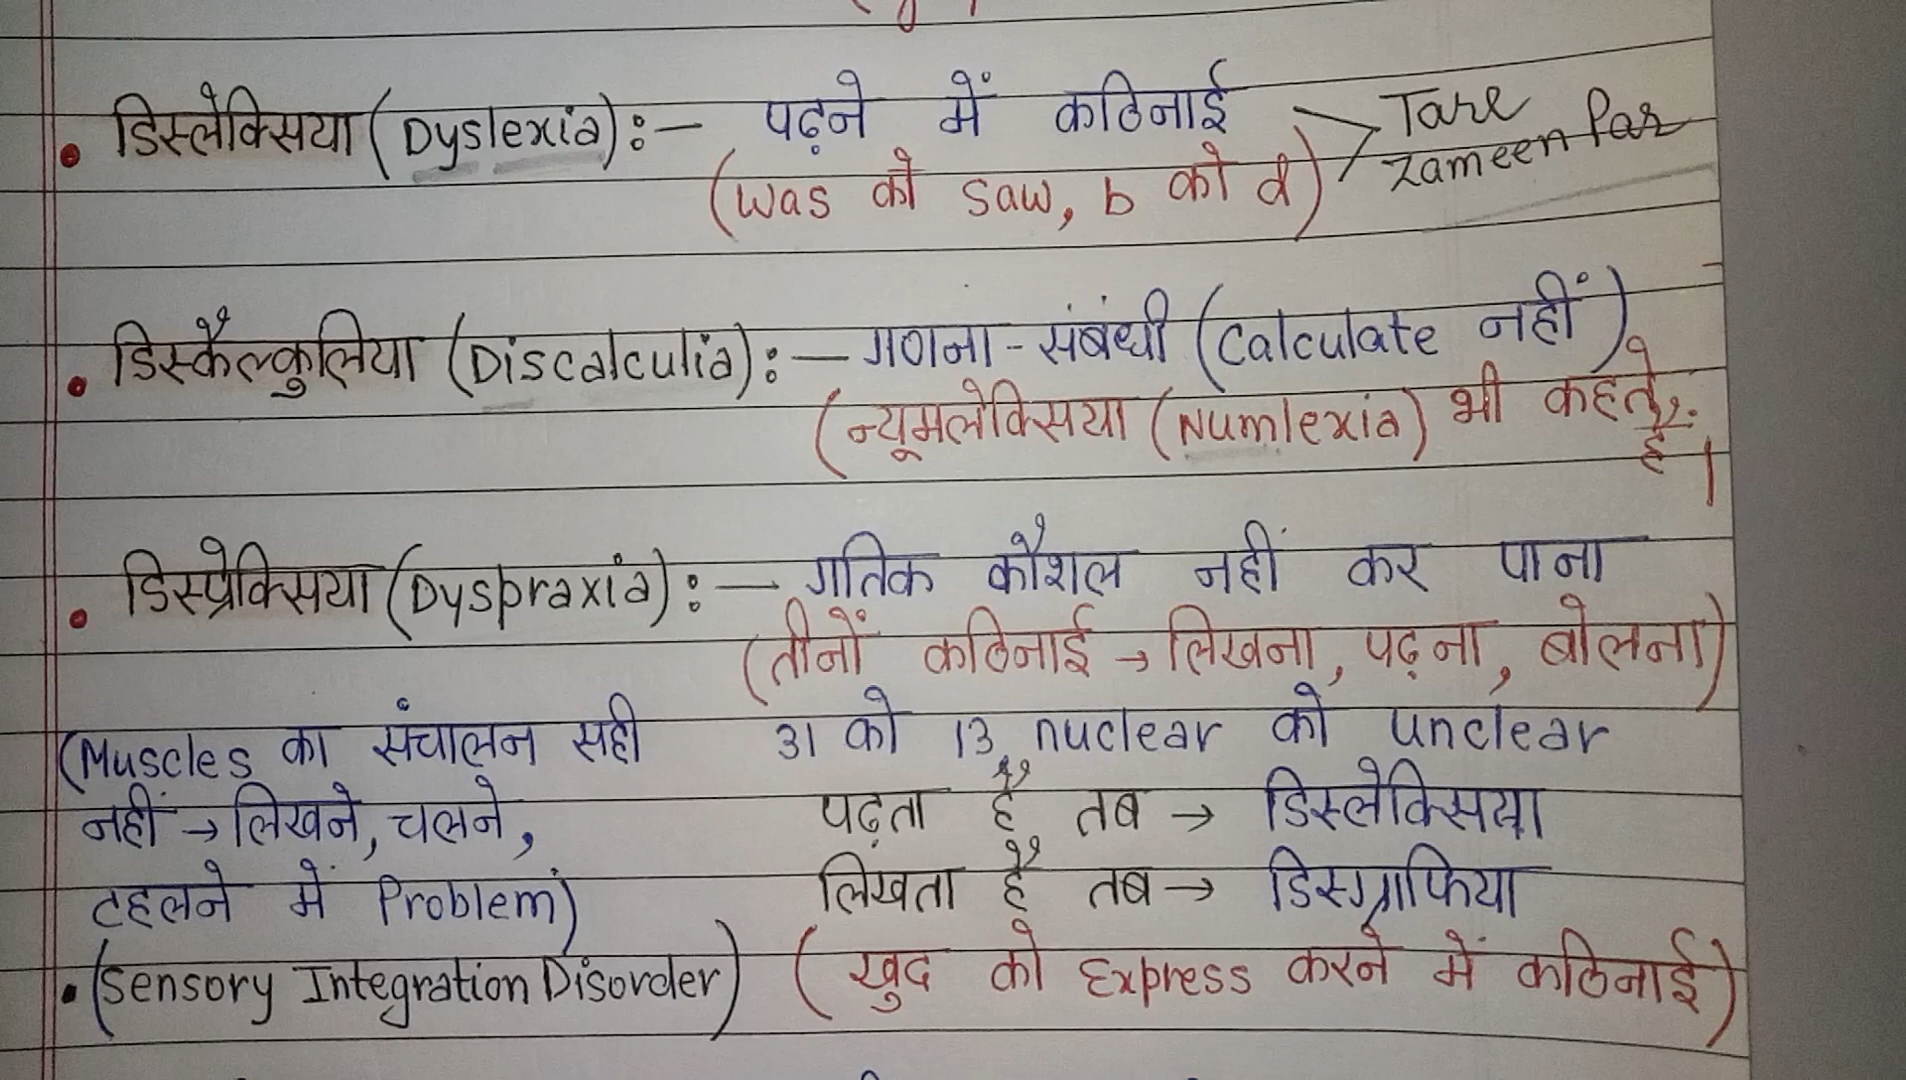 • डिस्लेक्सिया (Dyslexia) :- पढ़ने में कठिनाई > Tare Zameen Par
(was को saw, b को d)
• डिस्कैल्कुलिया (Discalculia) :- गणना-संबंधी (Calculate नहीं)
(न्यूमलेक्सिया (Numlexia) भी कहते हैं।
• डिस्प्रेक्सिया (Dyspraxia) :- गतिक कौशल नहीं कर पाना
(तीनों कठिनाई → लिखना, पढ़ना, बोलना)
(Muscles का संचालन सही
नहीं → लिखने, चलने,
टहलने में Problem)
31 को 13, nuclear को unclear
पढ़ता है, तब → डिस्लेक्सिया
लिखता है तब → डिस्ग्राफिया
• (Sensory Integration Disorder) (खुद को Express करने में कठिनाई)